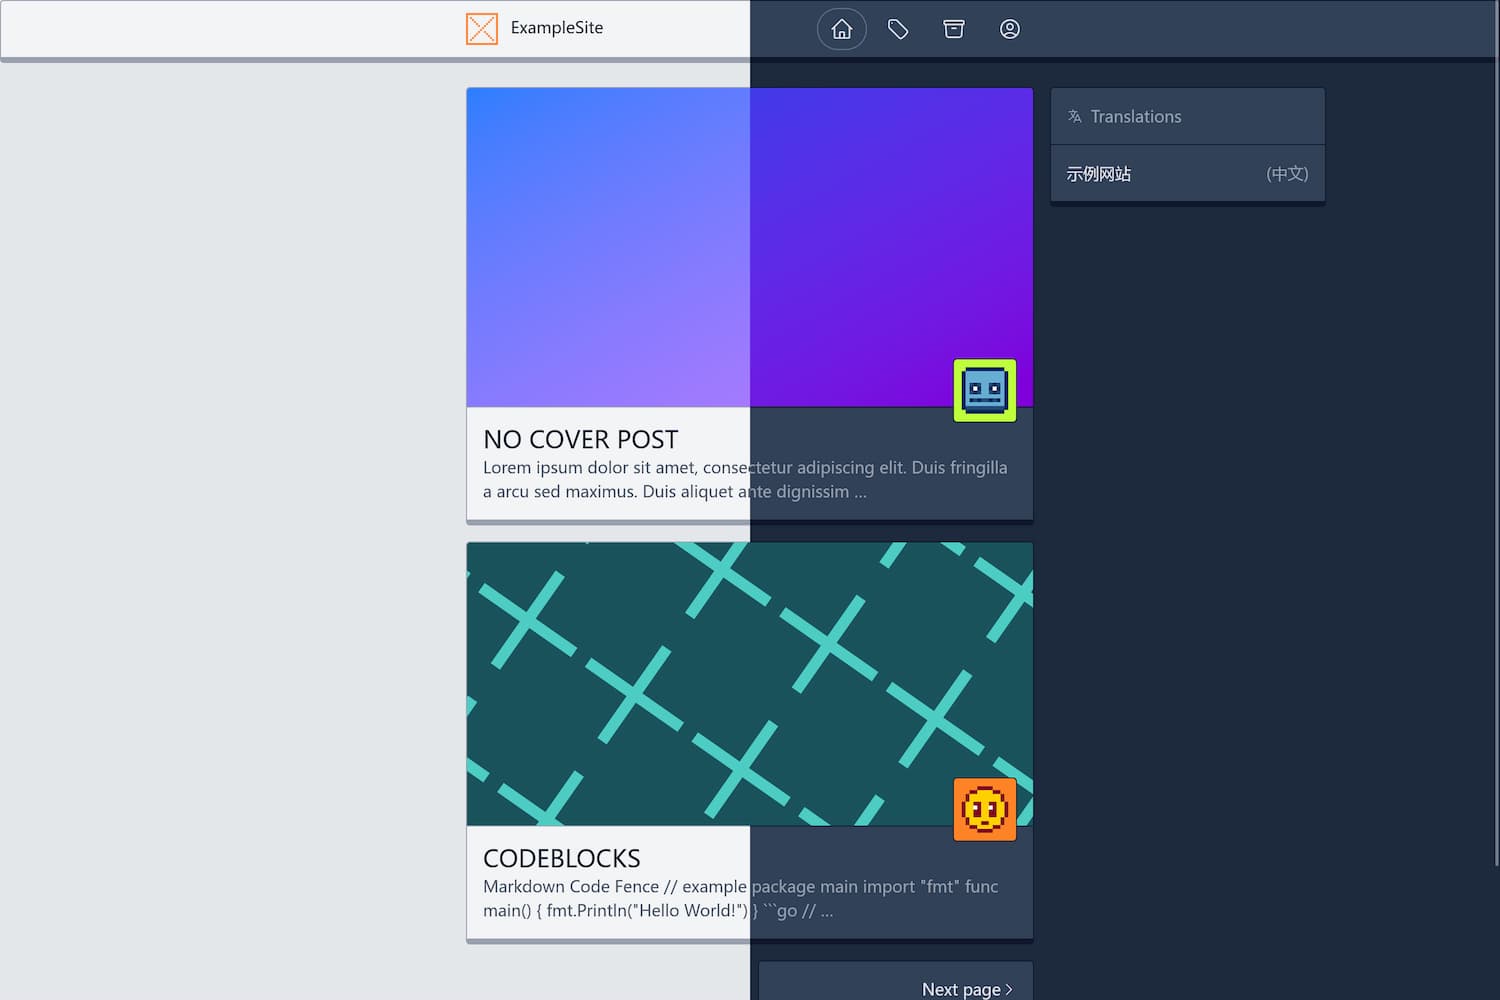 ExampleSite
Translations
示例网站 (中文)
NO COVER POST
Lorem ipsum dolor sit amet, consectetur adipiscing elit. Duis fringilla
a arcu sed maximus. Duis aliquet ante dignissim ...
CODEBLOCKS
Markdown Code Fence // example package main import "fmt" func
main() { fmt.Println("Hello World!") } ```go // ...
Next page